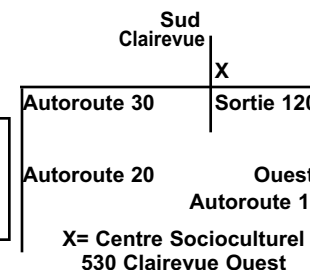 Sud
Clairevue
X
Autoroute 30 Sortie 120
Autoroute 20 Ouest
Autoroute 1
X= Centre Socioculturel
530 Clairevue Ouest